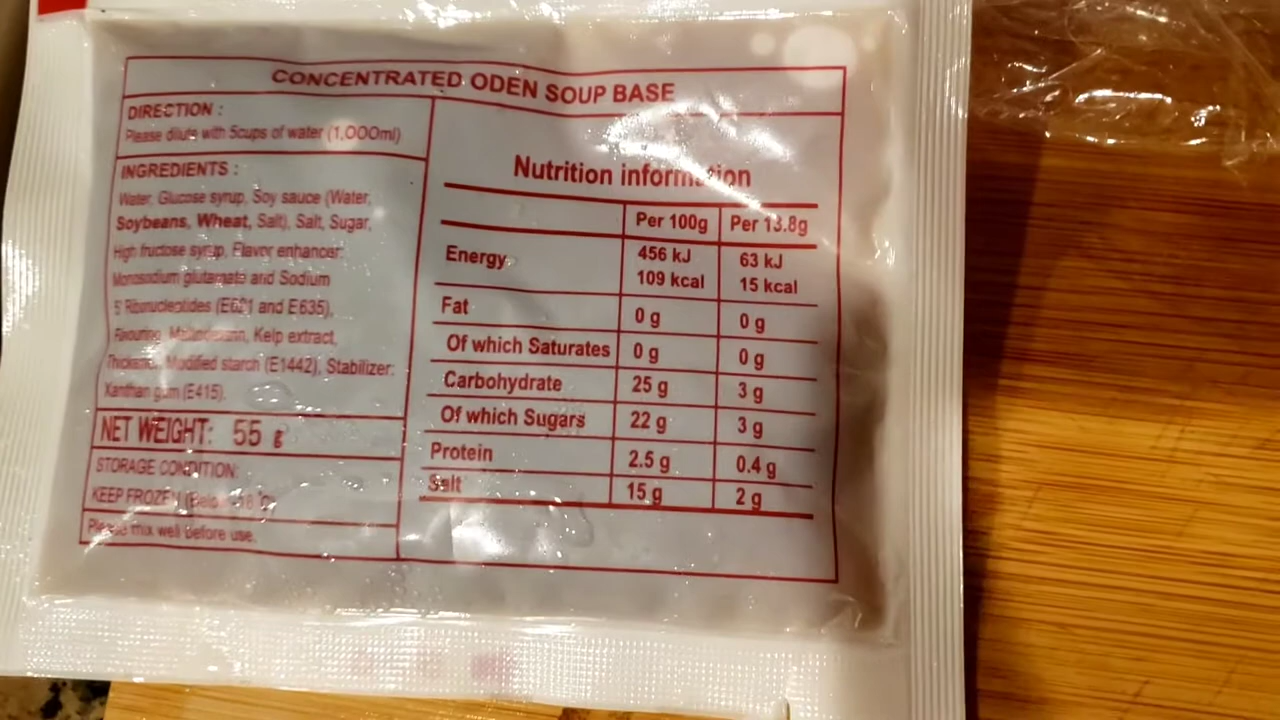 CONCENTRATED ODEN SOUP BASE
DIRECTION :
Please dilute with 5cups of water (1,000ml)
INGREDIENTS :
Water, Glucose syrup, Soy sauce (Water,
Soybeans, Wheat, Salt), Salt, Sugar,
High fructose syrup, Flavor enhancer:
Monosodium glutamate and Sodium
5' Ribonucleotides (E621 and E635),
Flavouring, Kelp extract,
Modified starch (E1442), Stabilizer:
Xanthan gum (E415).
NET WEIGHT: 55 g
STORAGE CONDITION:
KEEP FROZEN (Below -18 °C)
Please mix well before use.
Nutrition information
Per 100g Per 13.8g
Energy 456 kJ 63 kJ
109 kcal 15 kcal
Fat 0 g 0 g
Of which Saturates 0 g 0 g
Carbohydrate 25 g 3 g
Of which Sugars 22 g 3 g
Protein 2.5 g 0.4 g
Salt 15 g 2 g